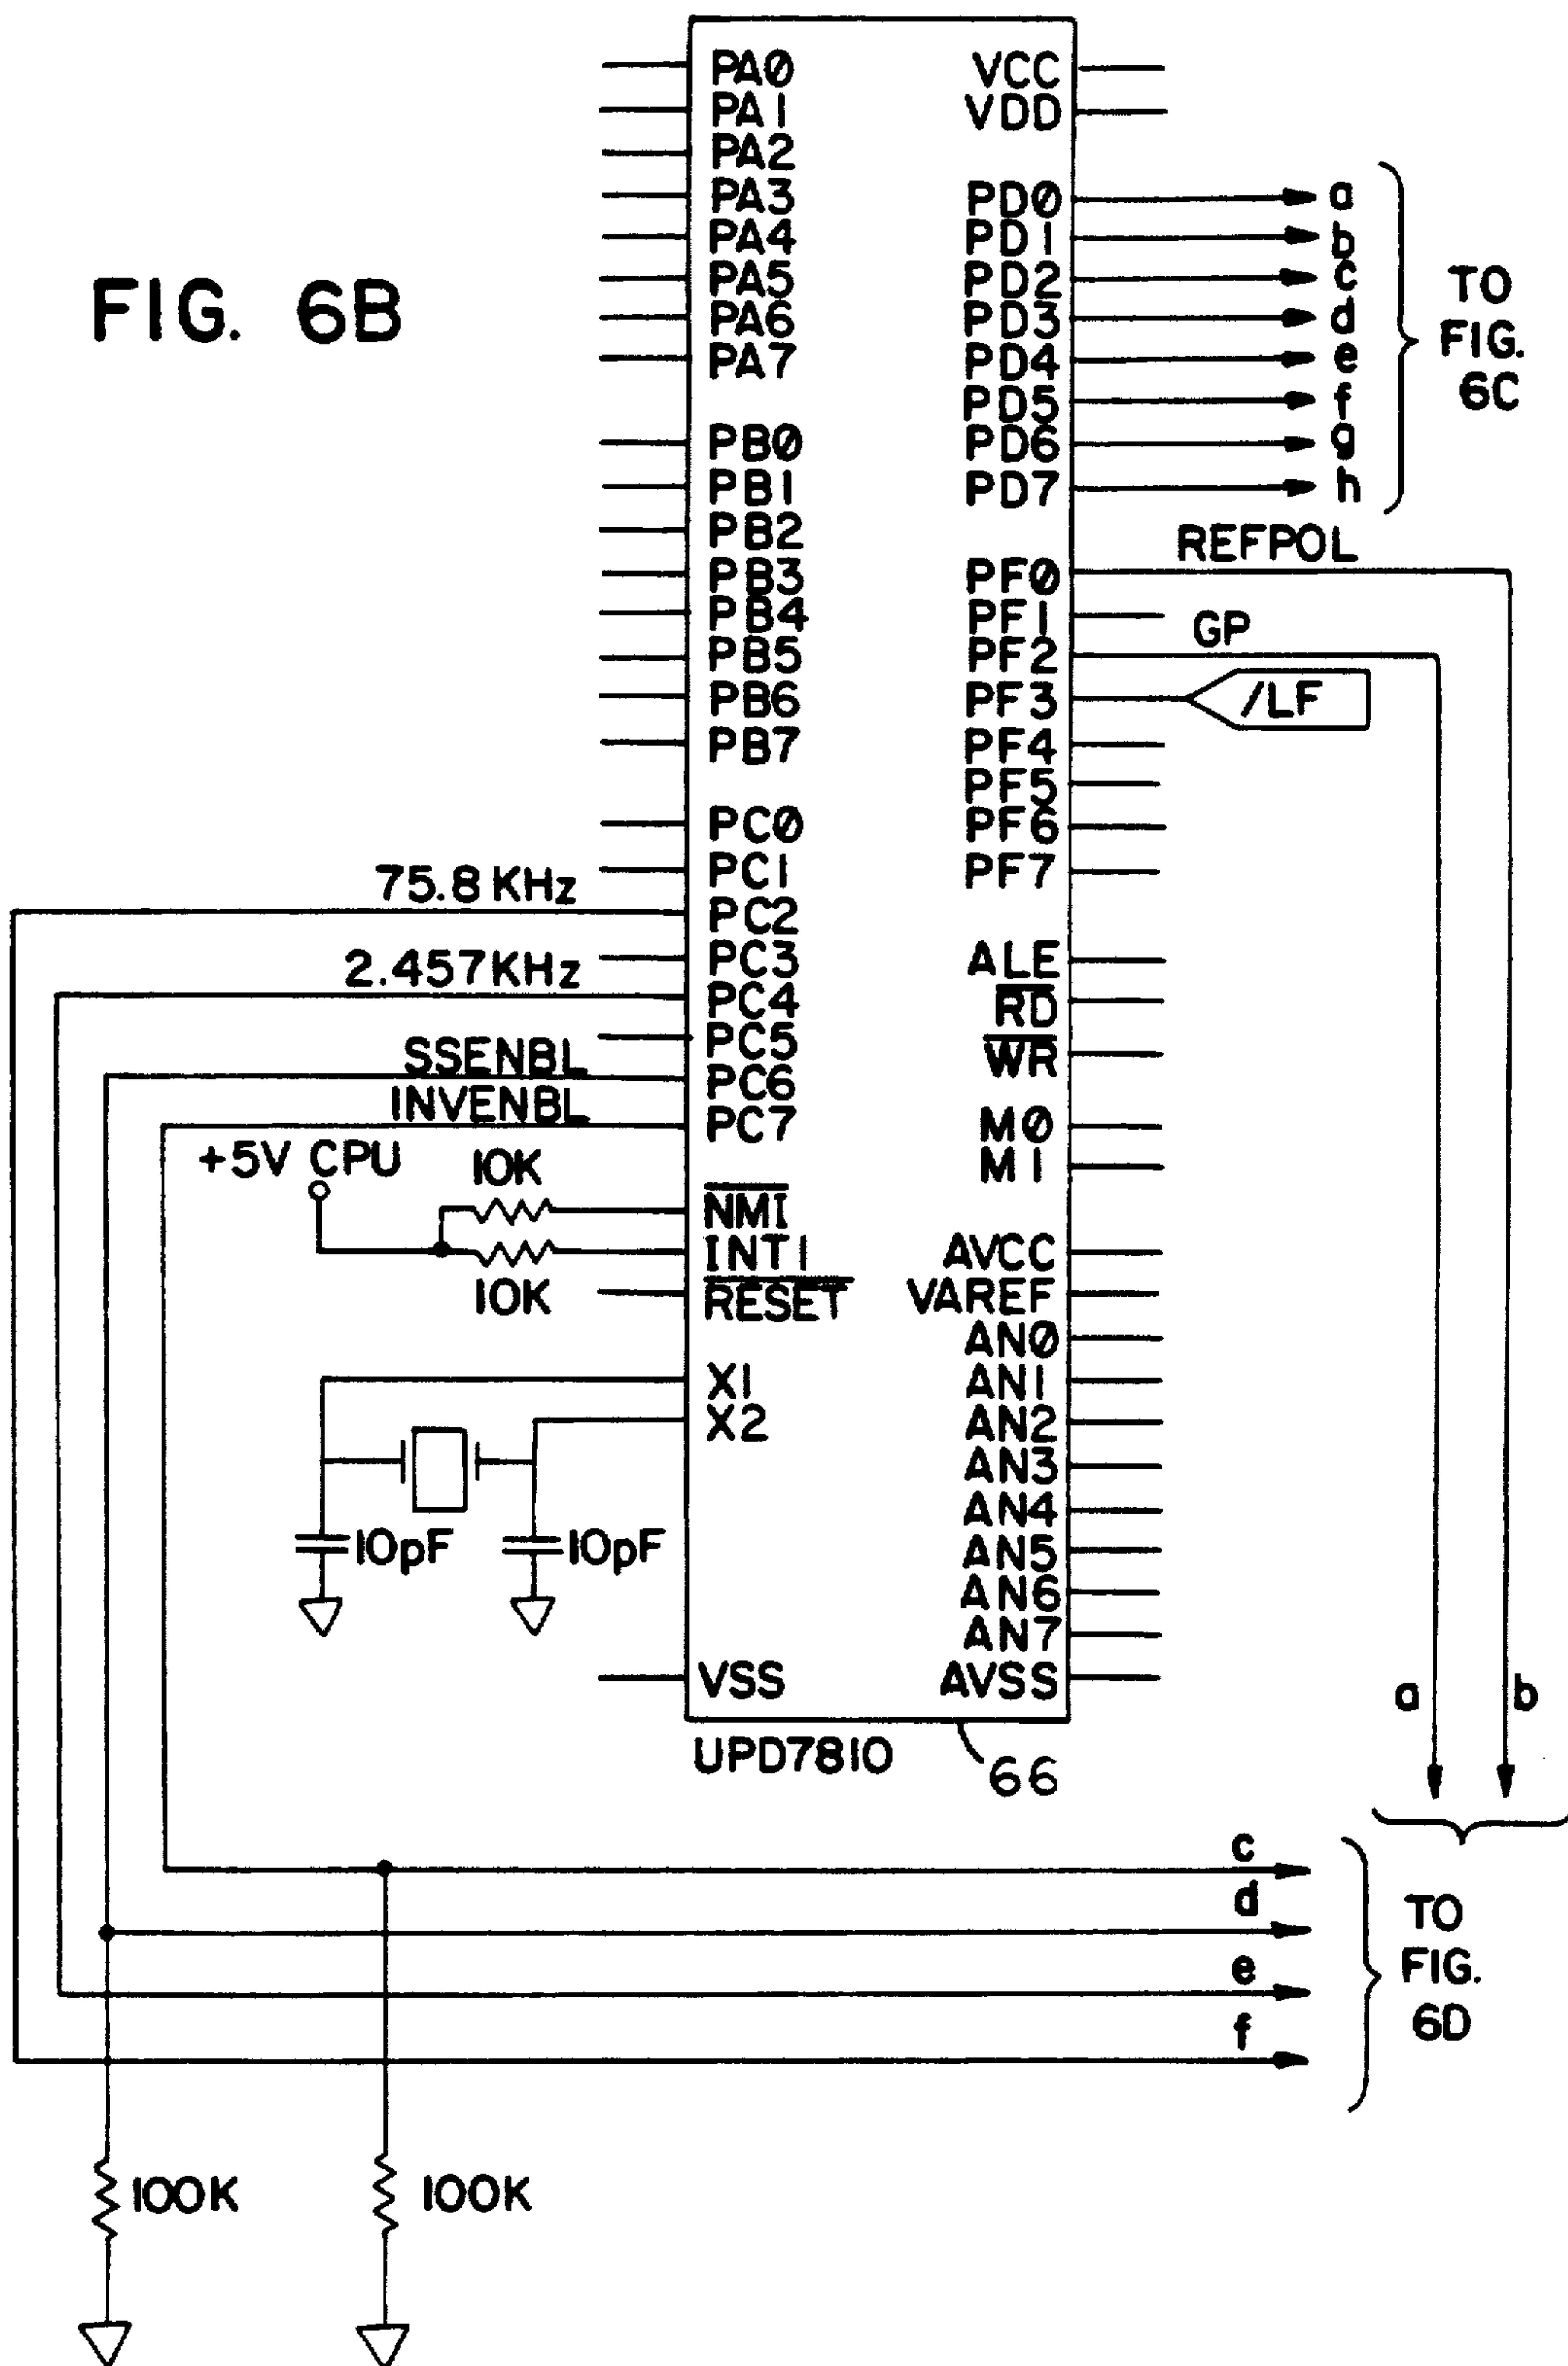 FIG. 6B
PA0
PA1
PA2
PA3
PA4
PA5
PA6
PA7
PB0
PB1
PB2
PB3
PB4
PB5
PB6
PB7
PC0
PC1
75.8 KHz
PC2
PC3
2.457KHz
PC4
PC5
SSENBL
PC6
INVENBL
PC7
+5V CPU
10K
NMI
INT1
10K
RESET
X1
X2
10pF
10pF
VSS
VCC
VDD
PD0 a
PD1 b
PD2 c
PD3 d
PD4 e
PD5 f
PD6 g
PD7 h
TO
FIG.
6C
REFPOL
PF0
PF1
GP
PF2
PF3 /LF
PF4
PF5
PF6
PF7
ALE
RD
WR
M0
M1
AVCC
VAREF
AN0
AN1
AN2
AN3
AN4
AN5
AN6
AN7
AVSS
UPD7810
66
a b
c
d
e
f
TO
FIG.
6D
100K
100K